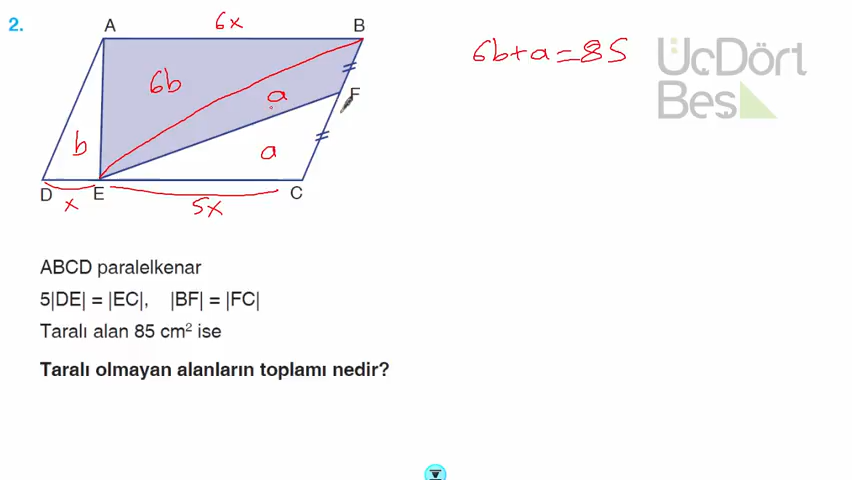 2.
A
6x
B
6b+a=85
ÜçDört
Beş
6b
a
F
b
a
D
E
C
x
5x
ABCD paralelkenar
5|DE| = |EC|, |BF| = |FC|
Taralı alan 85 cm² ise
Taralı olmayan alanların toplamı nedir?